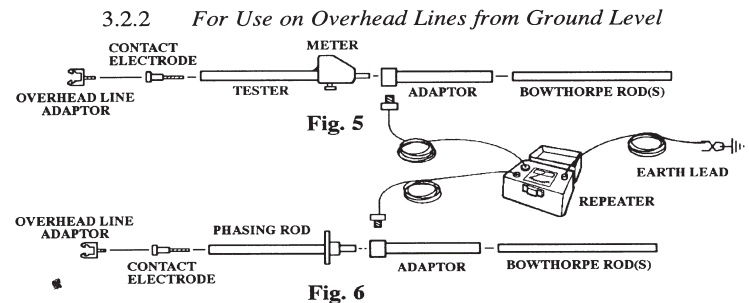 3.2.2 For Use on Overhead Lines from Ground Level
CONTACT
ELECTRODE
METER
OVERHEAD LINE
ADAPTOR
TESTER
ADAPTOR
BOWTHORPE ROD(S)
Fig. 5
EARTH LEAD
REPEATER
OVERHEAD LINE
ADAPTOR
PHASING ROD
CONTACT
ELECTRODE
ADAPTOR
BOWTHORPE ROD(S)
Fig. 6